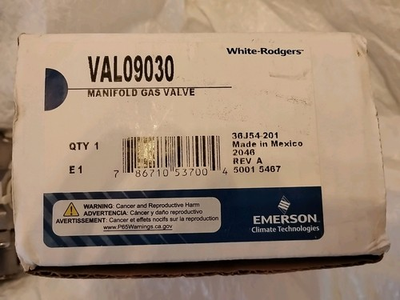 White-Rodgers
VAL09030
MANIFOLD GAS VALVE
QTY 1
E 1
36J54-201
Made in Mexico
2046
REV A
5001 5467
7 86710 53700 4
WARNING: Cancer and Reproductive Harm
ADVERTENCIA: Cáncer y daño reproductivo
AVERTISSEMENT: Cancer et nocifs sur la reproduction
www.P65Warnings.ca.gov
EMERSON
Climate Technologies